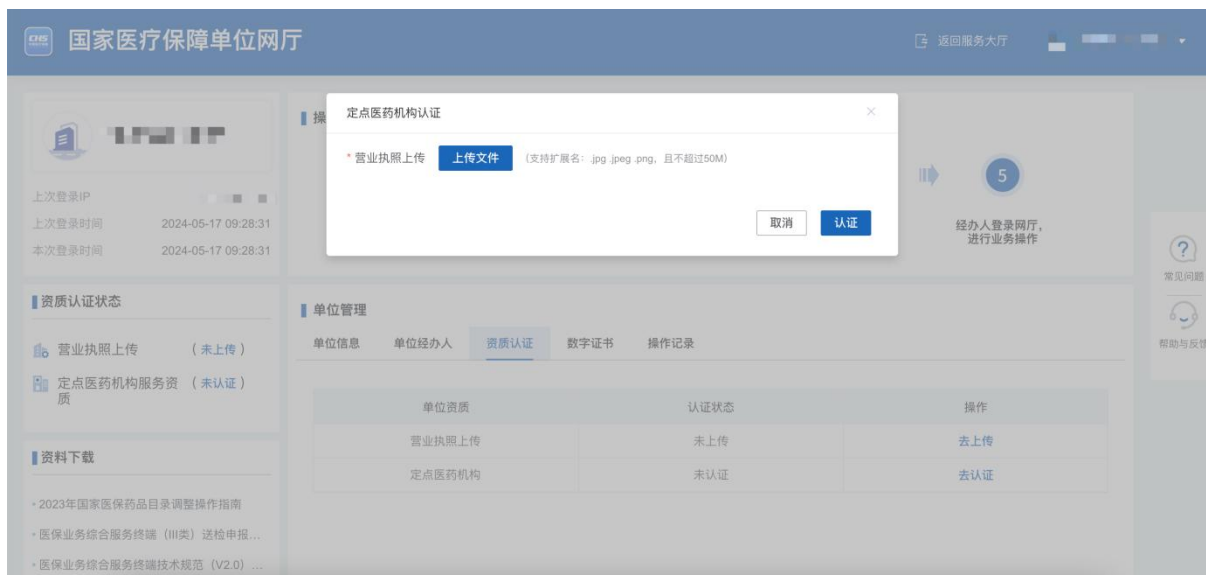 CHS
国家医疗保障单位网厅
返回服务大厅
上次登录IP
上次登录时间 2024-05-17 09:28:31
本次登录时间 2024-05-17 09:28:31
资质认证状态
营业执照上传 （未上传）
定点医药机构服务资 （未认证）
质
资料下载
2023年国家医保药品目录调整操作指南
医保业务综合服务终端（III类）送检申报...
医保业务综合服务终端技术规范（V2.0）...
操
定点医药机构认证
* 营业执照上传 上传文件 (支持扩展名：.jpg .jpeg .png，且不超过50M)
取消 认证
5
经办人登录网厅，
进行业务操作
单位管理
单位信息 单位经办人 资质认证 数字证书 操作记录
单位资质 认证状态 操作
营业执照上传 未上传 去上传
定点医药机构 未认证 去认证
常见问题
帮助与反馈